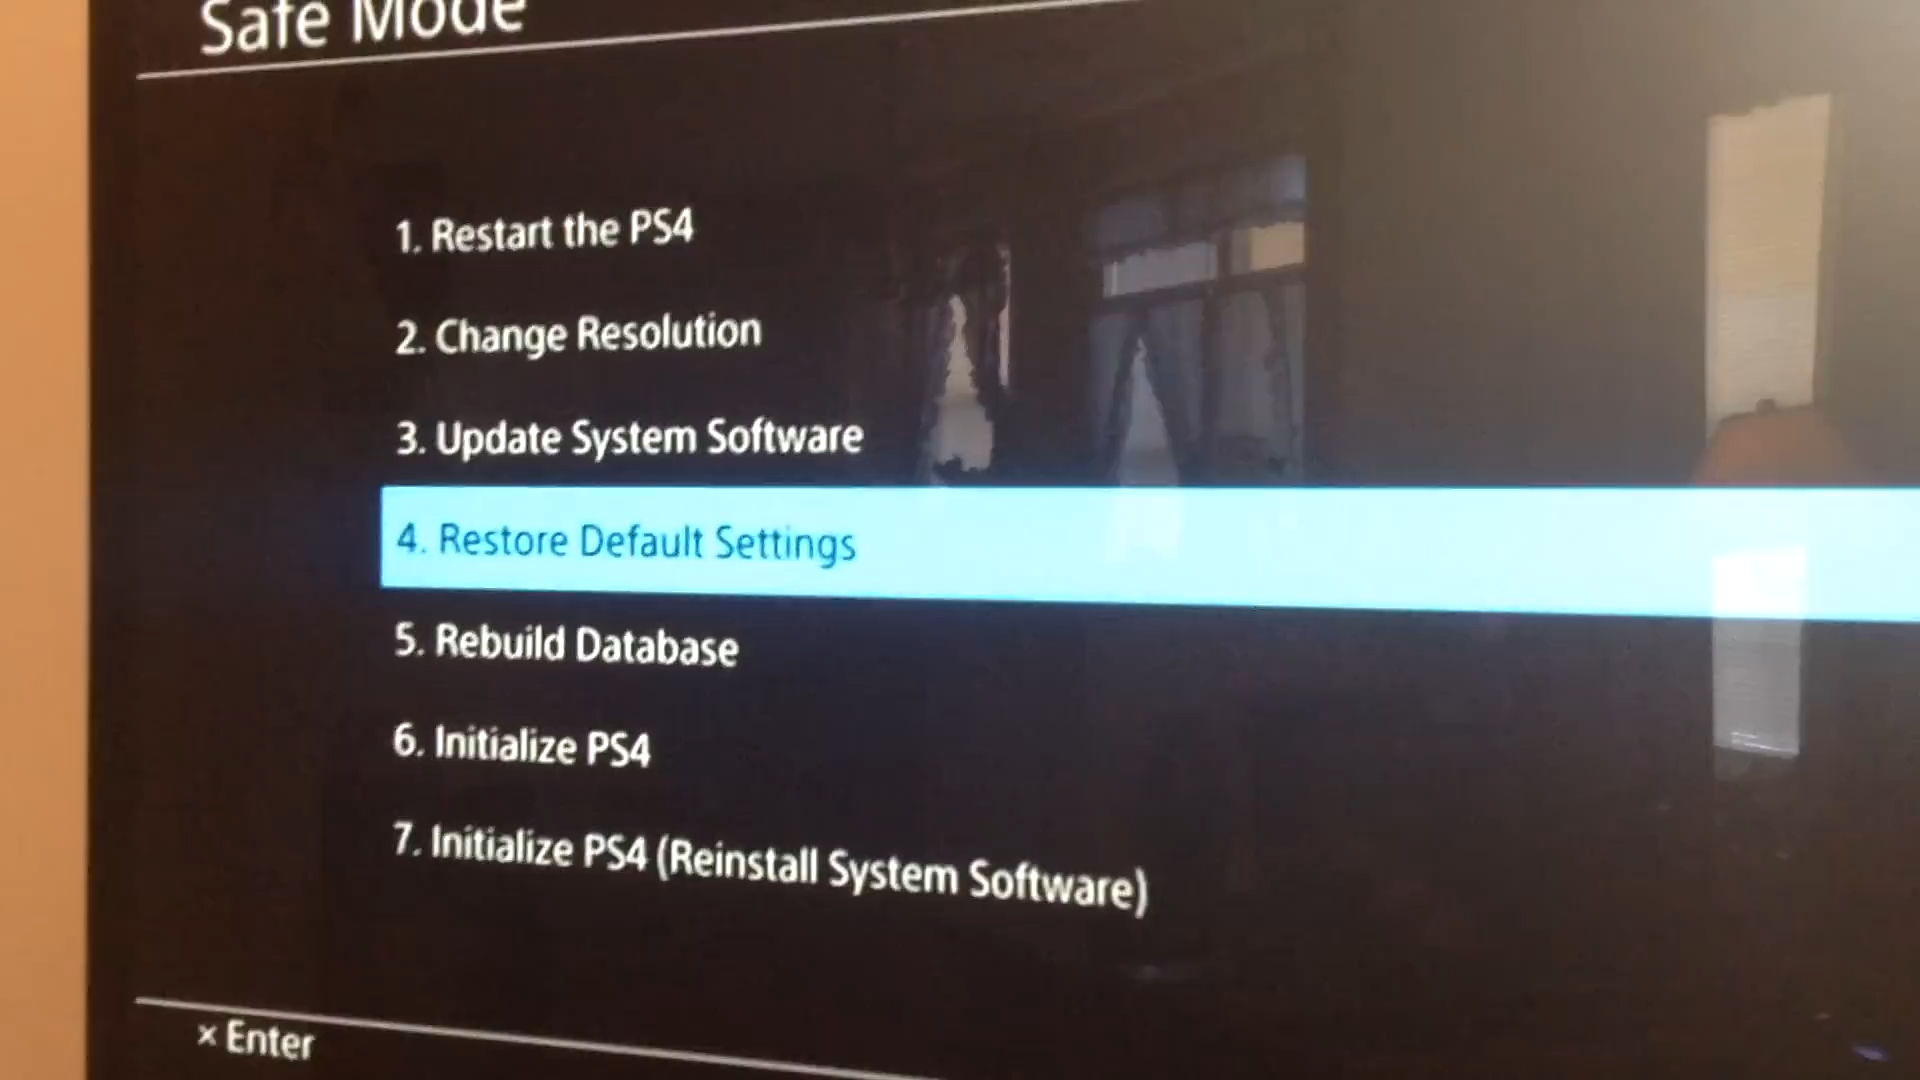 Safe Mode
1. Restart the PS4
2. Change Resolution
3. Update System Software
4. Restore Default Settings
5. Rebuild Database
6. Initialize PS4
7. Initialize PS4 (Reinstall System Software)
× Enter